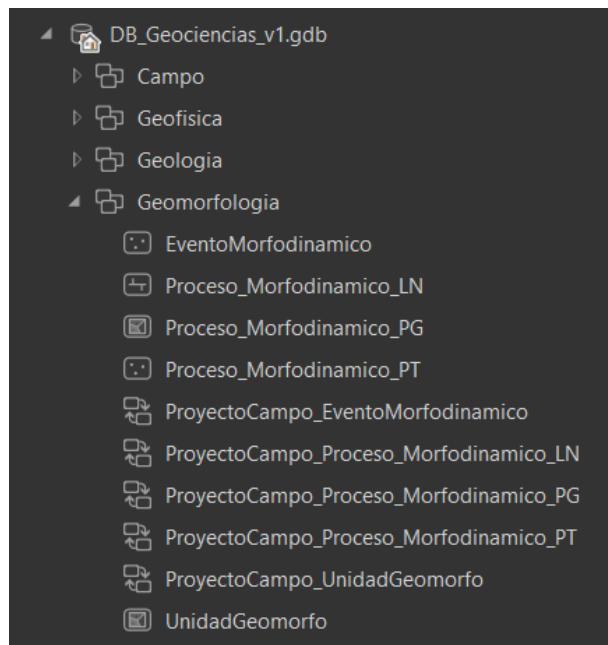 DB_Geociencias_v1.gdb
Campo
Geofisica
Geologia
Geomorfologia
EventoMorfodinamico
Proceso_Morfodinamico_LN
Proceso_Morfodinamico_PG
Proceso_Morfodinamico_PT
ProyectoCampo_EventoMorfodinamico
ProyectoCampo_Proceso_Morfodinamico_LN
ProyectoCampo_Proceso_Morfodinamico_PG
ProyectoCampo_Proceso_Morfodinamico_PT
ProyectoCampo_UnidadGeomorfo
UnidadGeomorfo